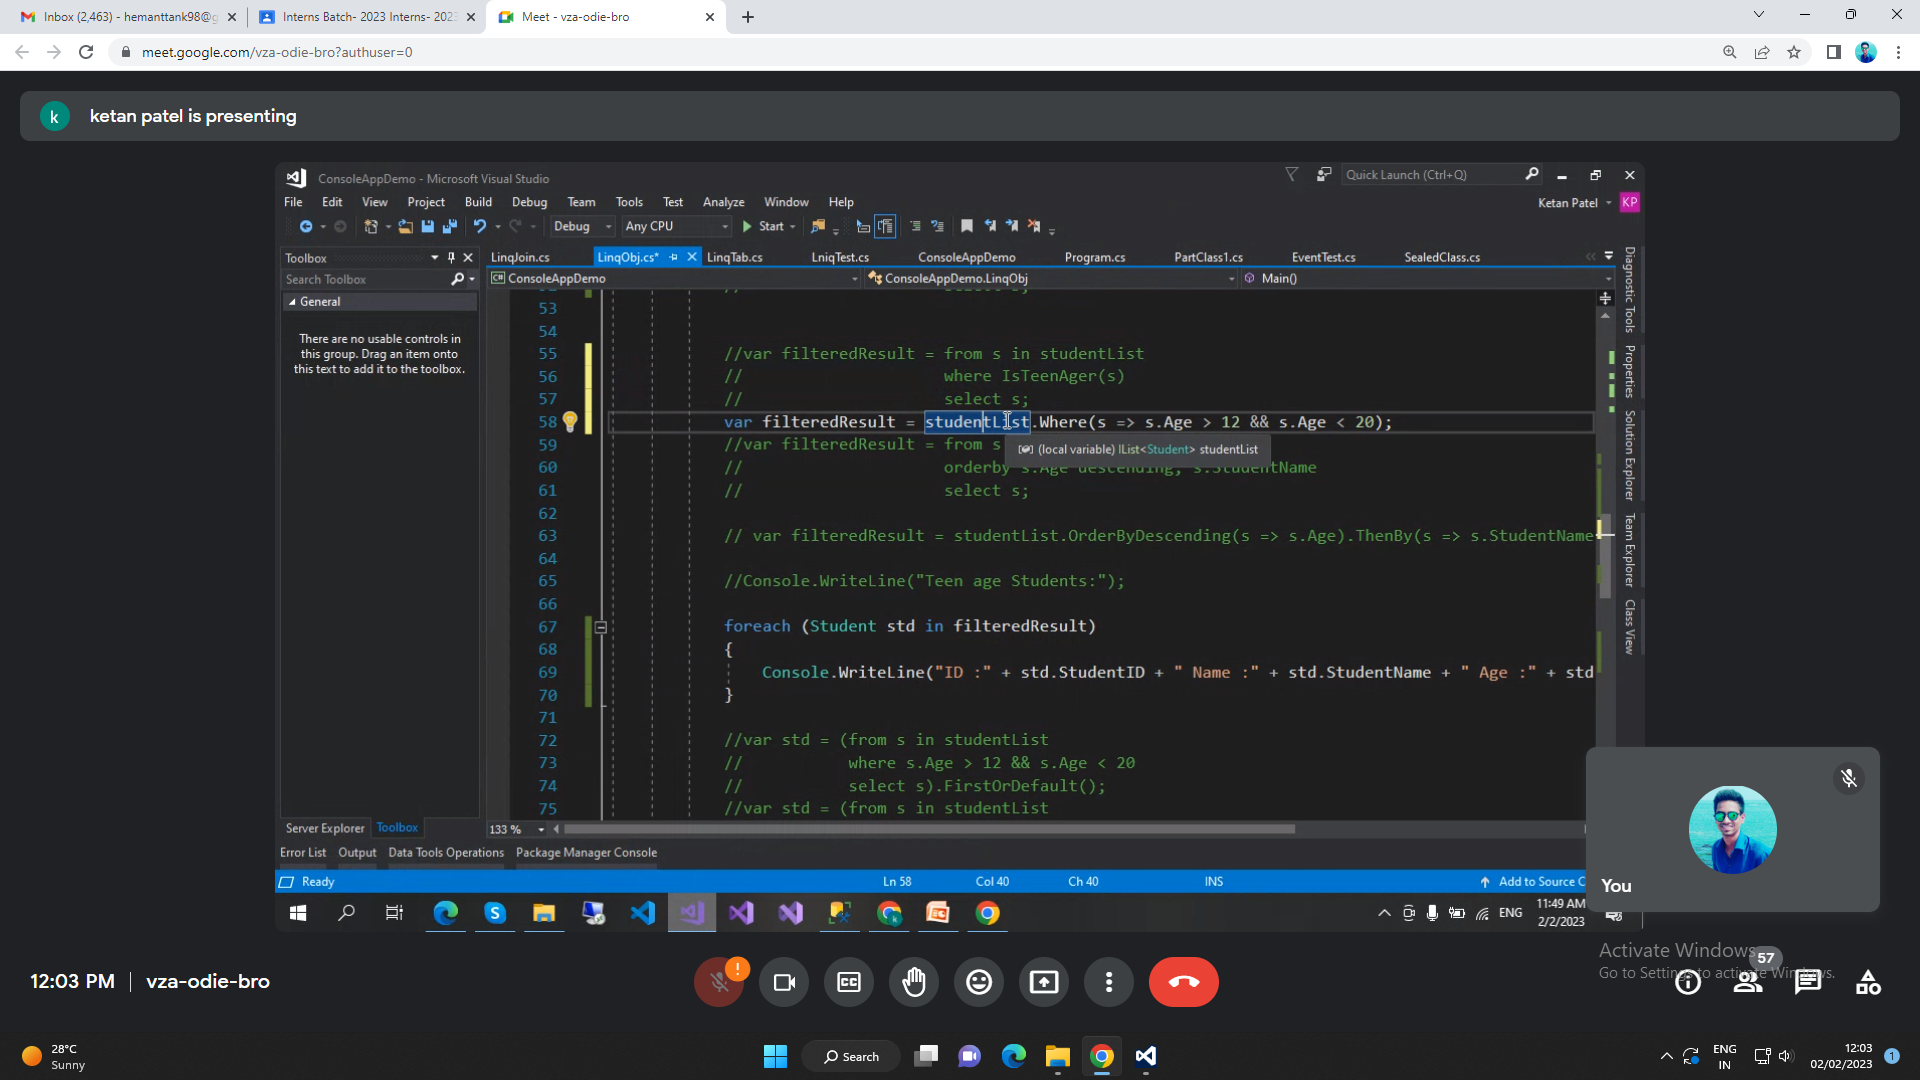 Inbox (2,463) - hemanttank98@g
Interns Batch- 2023 Interns- 202
Meet - vza-odie-bro
meet.google.com/vza-odie-bro?authuser=0
k
ketan patel is presenting
ConsoleAppDemo - Microsoft Visual Studio
Quick Launch (Ctrl+Q)
File Edit View Project Build Debug Team Tools Test Analyze Window Help
Ketan Patel
KP
Debug
Any CPU
Start
Toolbox
LinqJoin.cs
LinqObj.cs*
LinqTab.cs
LniqTest.cs
ConsoleAppDemo
Program.cs
PartClass1.cs
EventTest.cs
SealedClass.cs
Search Toolbox
ConsoleAppDemo
ConsoleAppDemo.LinqObj
Main()
General
There are no usable controls in
this group. Drag an item onto
this text to add it to the toolbox.
53
54
55 //var filteredResult = from s in studentList
56 // where IsTeenAger(s)
57 // select s;
58 var filteredResult = studentList.Where(s => s.Age > 12 && s.Age < 20);
59 //var filteredResult = from s
(local variable) IList<Student> studentList
60 // orderby s.Age descending, s.StudentName
61 // select s;
62
63 // var filteredResult = studentList.OrderByDescending(s => s.Age).ThenBy(s => s.StudentName
64
65 //Console.WriteLine("Teen age Students:");
66
67 foreach (Student std in filteredResult)
68 {
69 Console.WriteLine("ID :" + std.StudentID + " Name :" + std.StudentName + " Age :" + std
70 }
71
72 //var std = (from s in studentList
73 // where s.Age > 12 && s.Age < 20
74 // select s).FirstOrDefault();
75 //var std = (from s in studentList
Diagnostic Tools
Properties
Solution Explorer
Team Explorer
Class View
Server Explorer
Toolbox
133 %
Error List
Output
Data Tools Operations
Package Manager Console
Ready
Ln 58
Col 40
Ch 40
INS
Add to Source C
You
ENG
11:49 AM
2/2/2023
Activate Windows
Go to Settings to activate Windows.
12:03 PM
vza-odie-bro
57
28°C
Sunny
Search
ENG
IN
12:03
02/02/2023
1